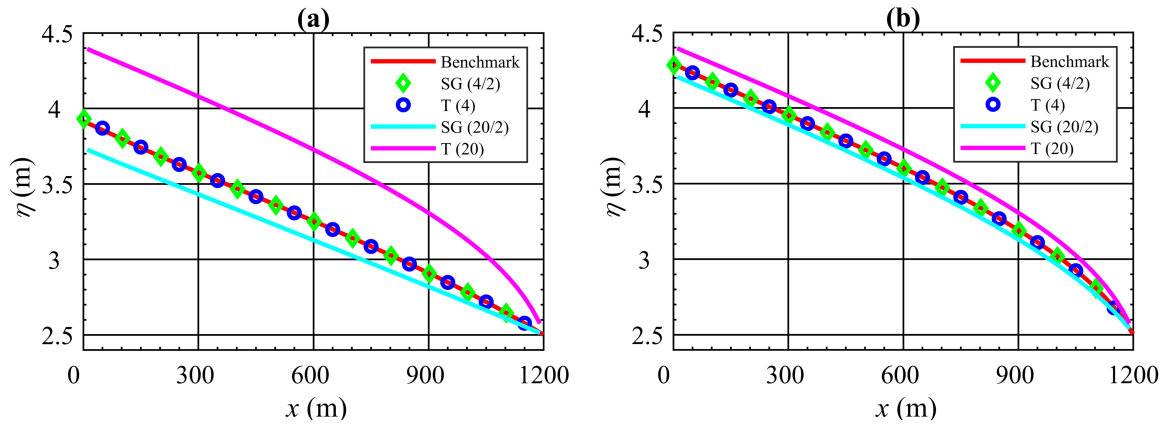 (a)
4.5
4
3.5
3
2.5
η (m)
0 300 600 900 1200
x (m)
Benchmark
SG (4/2)
T (4)
SG (20/2)
T (20)
(b)
4.5
4
3.5
3
2.5
η (m)
0 300 600 900 1200
x (m)
Benchmark
SG (4/2)
T (4)
SG (20/2)
T (20)